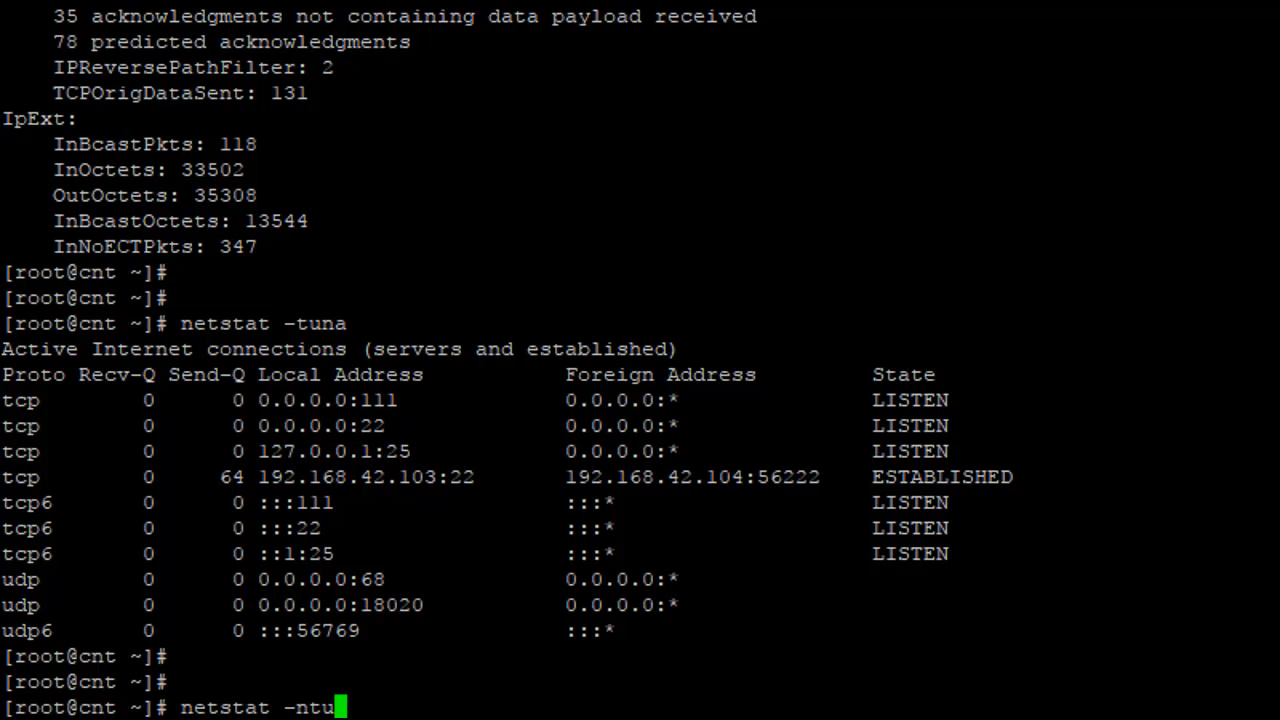 35 acknowledgments not containing data payload received
78 predicted acknowledgments
IPReversePathFilter: 2
TCPOrigDataSent: 131
IpExt:
InBcastPkts: 118
InOctets: 33502
OutOctets: 35308
InBcastOctets: 13544
InNoECTPkts: 347
[root@cnt ~]#
[root@cnt ~]#
[root@cnt ~]# netstat -tuna
Active Internet connections (servers and established)
Proto Recv-Q Send-Q Local Address           Foreign Address         State
tcp        0      0 0.0.0.0:111             0.0.0.0:*               LISTEN
tcp        0      0 0.0.0.0:22              0.0.0.0:*               LISTEN
tcp        0      0 127.0.0.1:25            0.0.0.0:*               LISTEN
tcp        0     64 192.168.42.103:22       192.168.42.104:56222    ESTABLISHED
tcp6       0      0 :::111                  :::*                    LISTEN
tcp6       0      0 :::22                   :::*                    LISTEN
tcp6       0      0 ::1:25                  :::*                    LISTEN
udp        0      0 0.0.0.0:68              0.0.0.0:*
udp        0      0 0.0.0.0:18020           0.0.0.0:*
udp6       0      0 :::56769                :::*
[root@cnt ~]#
[root@cnt ~]#
[root@cnt ~]# netstat -ntu